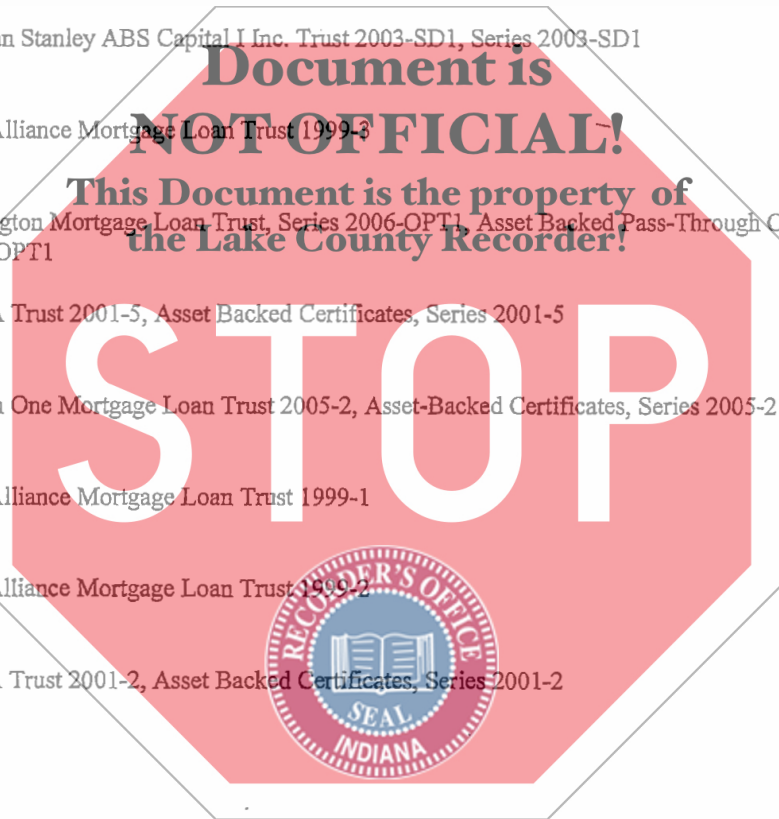 n Stanley ABS Capital I Inc. Trust 2003-SD1, Series 2003-SD1
Document is
lliance Mortgage Loan Trust 1999-3
NOT OFFICIAL!
This Document is the property of
gton Mortgage Loan Trust, Series 2006-OPT1, Asset Backed Pass-Through C
the Lake County Recorder!
OPT1
Trust 2001-5, Asset Backed Certificates, Series 2001-5
STOP
One Mortgage Loan Trust 2005-2, Asset-Backed Certificates, Series 2005-2
lliance Mortgage Loan Trust 1999-1
lliance Mortgage Loan Trust 1999-2
Trust 2001-2, Asset Backed Certificates, Series 2001-2
RECORDER'S OFFICE
SEAL
INDIANA